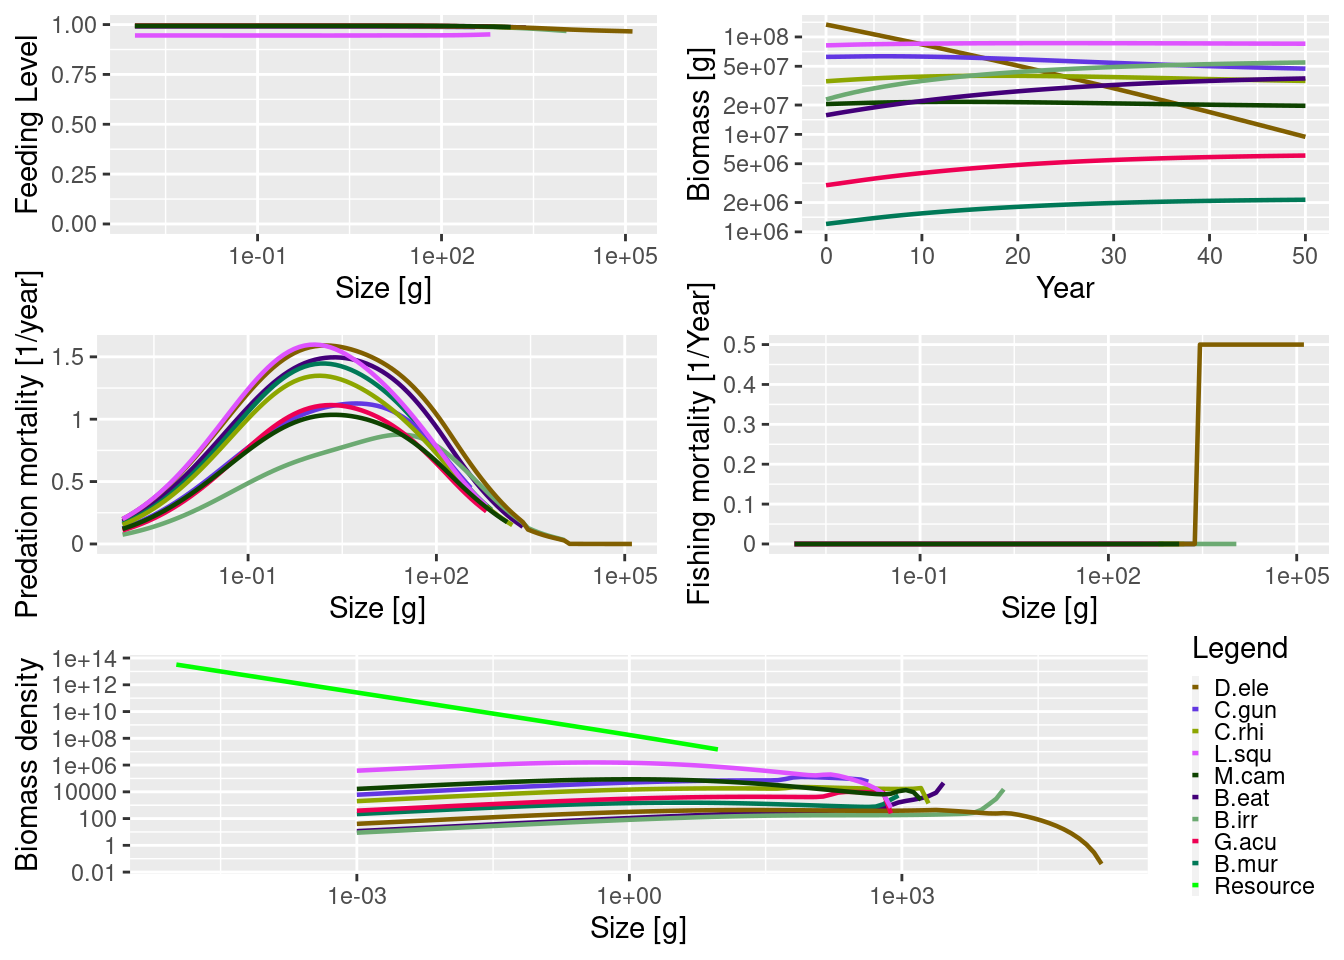 Feeding Level
1.00
0.75
0.50
0.25
0.00
1e-01
1e+02
1e+05
Size [g]
Biomass [g]
1e+08
5e+07
2e+07
1e+07
5e+06
2e+06
1e+06
0
10
20
30
40
50
Year
Predation mortality [1/year]
1.5
1
0.5
0
1e-01
1e+02
1e+05
Size [g]
Fishing mortality [1/Year]
0.5
0.4
0.3
0.2
0.1
0
1e-01
1e+02
1e+05
Size [g]
Biomass density
1e+14
1e+12
1e+10
1e+08
1e+06
10000
100
1
0.01
1e-03
1e+00
1e+03
Size [g]
Legend
D.ele
C.gun
C.rhi
L.squ
M.cam
B.eat
B.irr
G.acu
B.mur
Resource